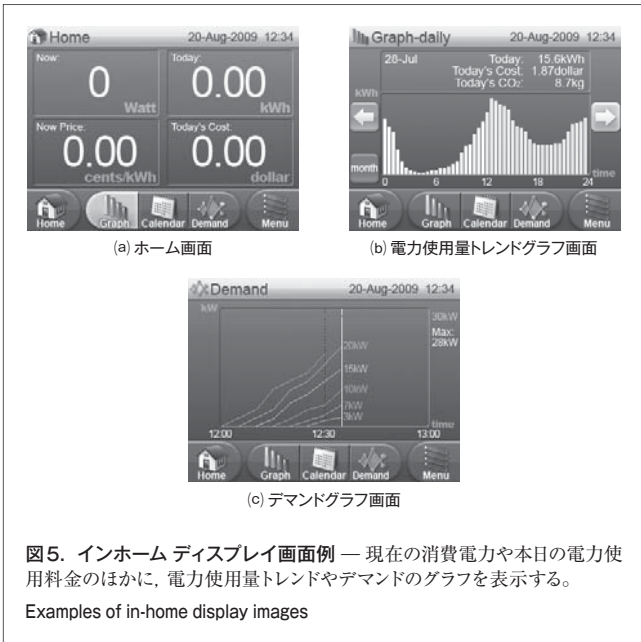 Home 20-Aug-2009 12:34
Now: Today:
0 0.00
Watt kWh
Now Price: Today's Cost:
0.00 0.00
cents/kWh dollar
Home Graph Calendar Demand Menu
(a) ホーム画面
Graph-daily 20-Aug-2009 12:34
28-Jul Today: 15.6kWh
Today's Cost: 1.87dollar
Today's CO₂: 8.7kg
kWh
month
time
0 6 12 18 24
Home Graph Calendar Demand Menu
(b) 電力使用量トレンドグラフ画面
Demand 20-Aug-2009 12:34
kW 30kW
Max:
28kW
20kW
15kW
10kW
7kW
3kW
time
12:00 12:30 13:00
Home Graph Calendar Demand Menu
(c) デマンドグラフ画面
図5. インホーム ディスプレイ画面例 — 現在の消費電力や本日の電力使
用料金のほかに,電力使用量トレンドやデマンドのグラフを表示する。
Examples of in-home display images